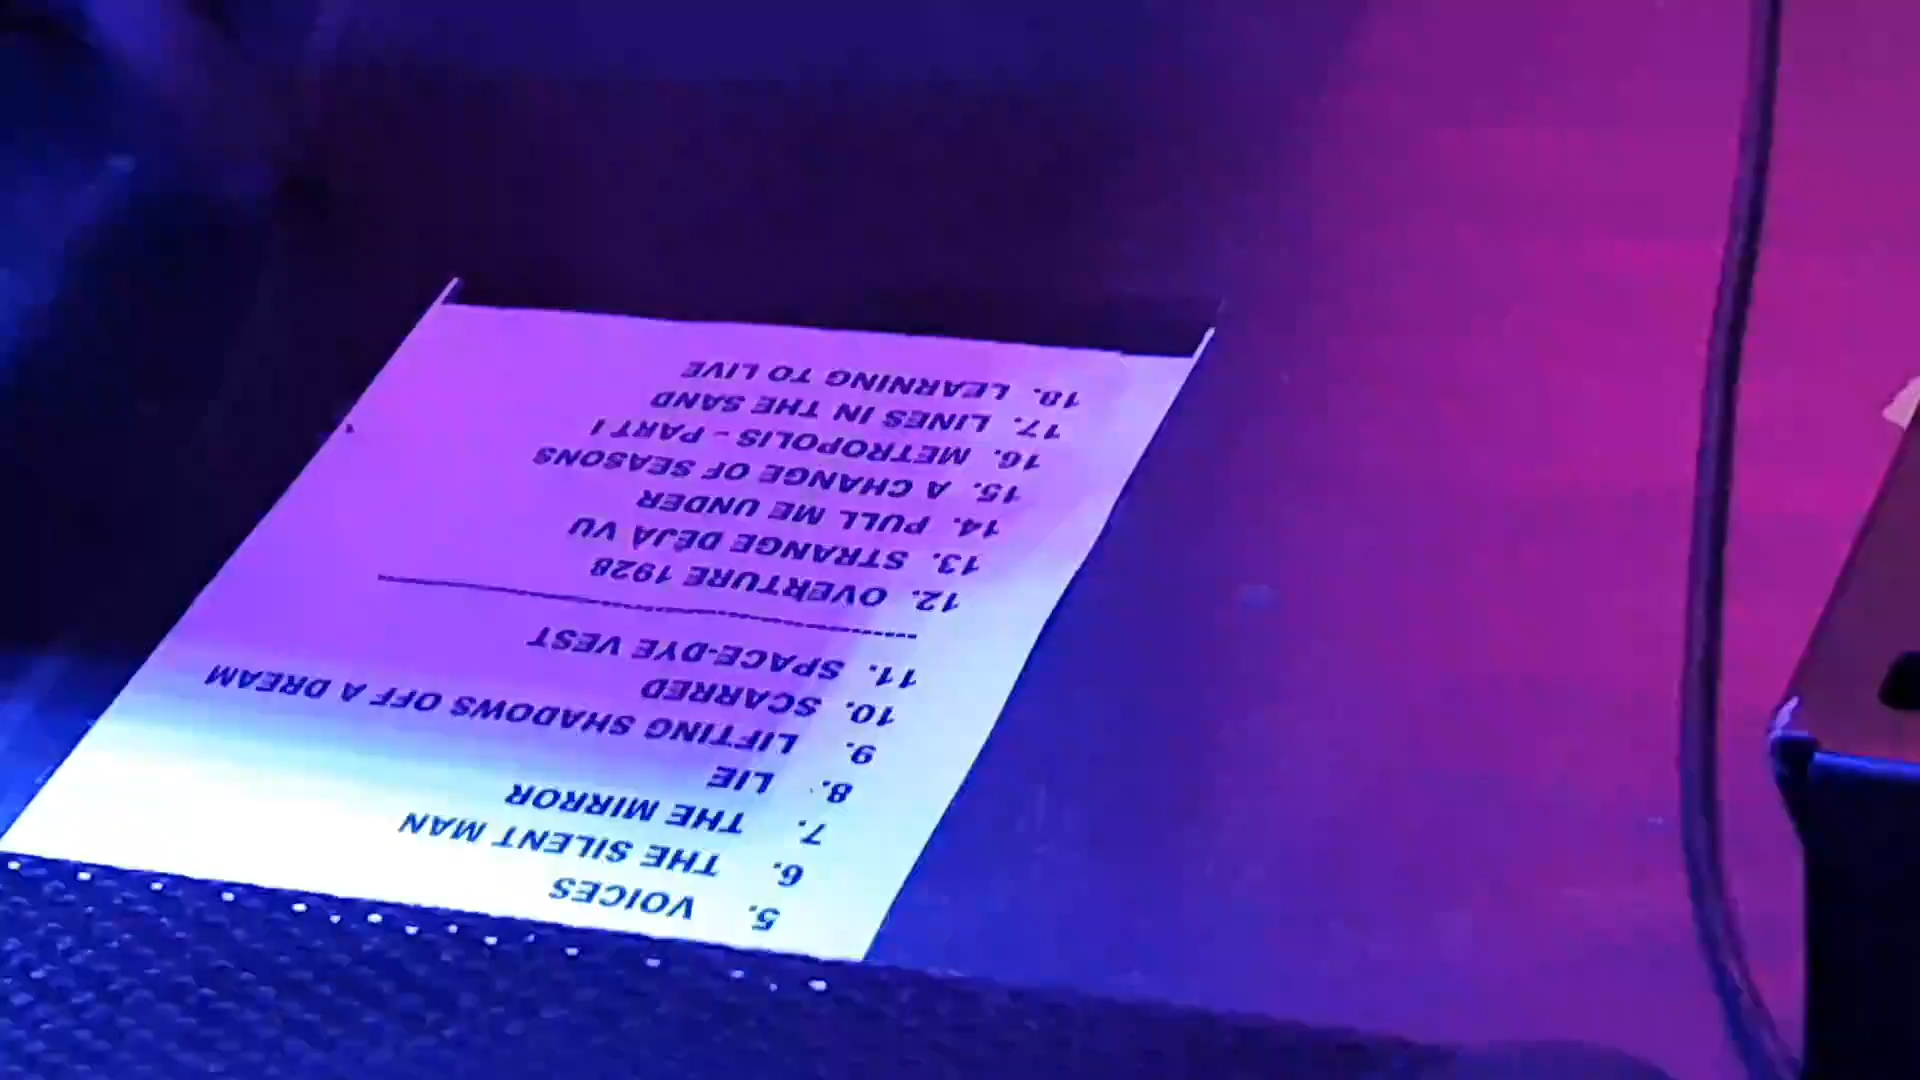 5. VOICES
6. THE SILENT MAN
7. THE MIRROR
8. LIE
9. LIFTING SHADOWS OFF A DREAM
10. SCARRED
11. SPACE-DYE VEST
12. OVERTURE 1928
13. STRANGE DÉJÀ VU
14. PULL ME UNDER
15. A CHANGE OF SEASONS
16. METROPOLIS - PART I
17. LINES IN THE SAND
18. LEARNING TO LIVE